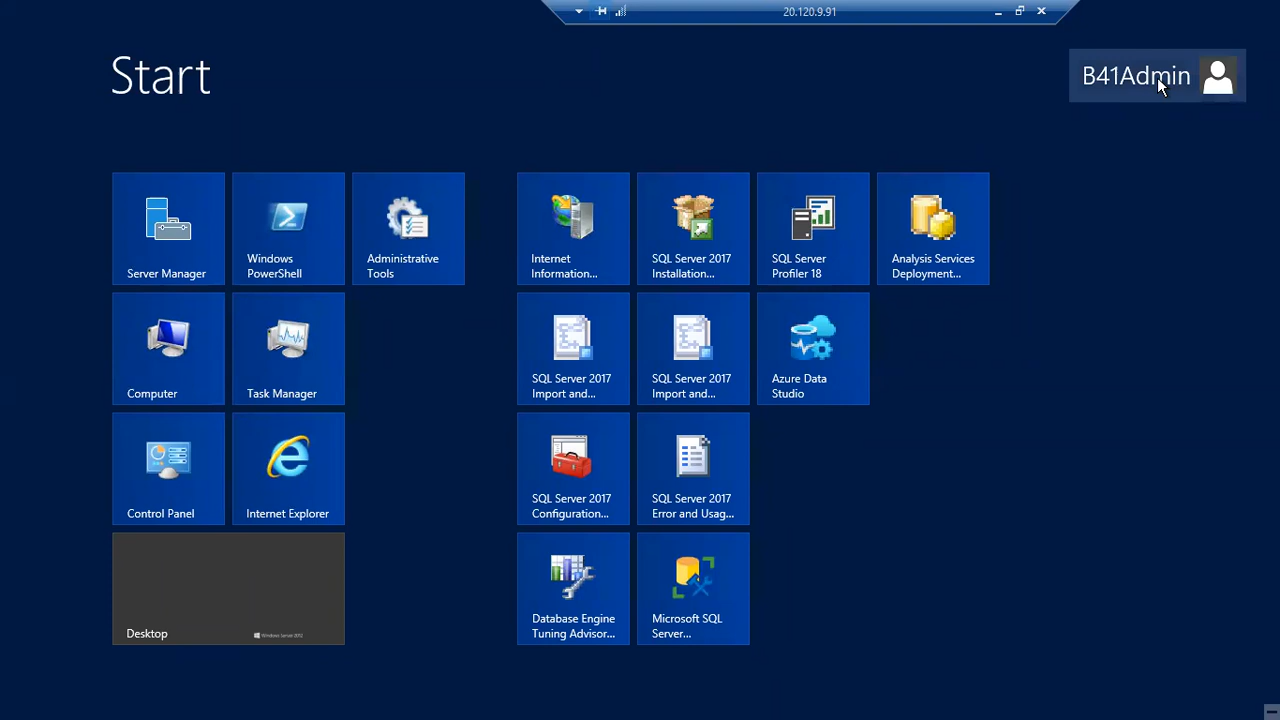 20.120.9.91
Start
B41Admin
Server Manager
Windows
PowerShell
Administrative
Tools
Internet
Information...
SQL Server 2017
Installation...
SQL Server
Profiler 18
Analysis Services
Deployment...
Computer
Task Manager
SQL Server 2017
Import and...
SQL Server 2017
Import and...
Azure Data
Studio
Control Panel
Internet Explorer
SQL Server 2017
Configuration...
SQL Server 2017
Error and Usag...
Desktop
Windows Server 2012
Database Engine
Tuning Advisor...
Microsoft SQL
Server...